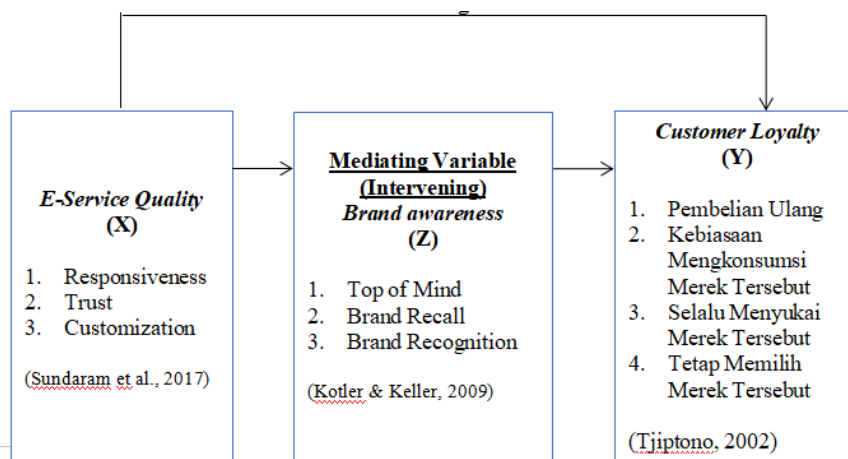 E-Service Quality
(X)
1. Responsiveness
2. Trust
3. Customization
(Sundaram et al., 2017)
Mediating Variable
(Intervening)
Brand awareness
(Z)
1. Top of Mind
2. Brand Recall
3. Brand Recognition
(Kotler & Keller, 2009)
Customer Loyalty
(Y)
1. Pembelian Ulang
2. Kebiasaan
Mengkonsumsi
Merek Tersebut
3. Selalu Menyukai
Merek Tersebut
4. Tetap Memilih
Merek Tersebut
(Tjiptono, 2002)